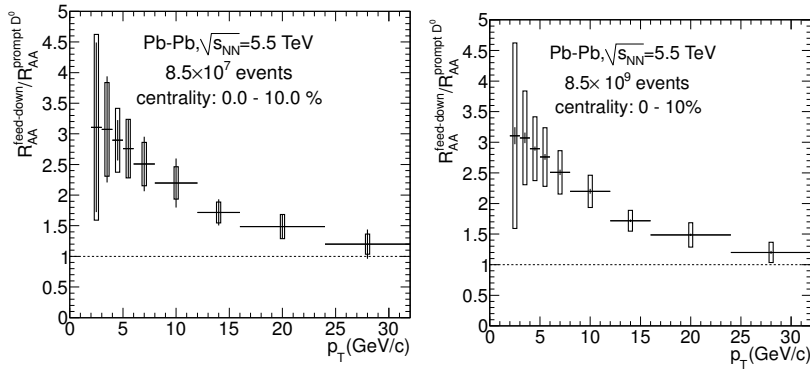 R_AA^feed-down/R_AA^prompt D^0
5
4.5
4
3.5
3
2.5
2
1.5
1
0.5
0
Pb-Pb,√s_NN=5.5 TeV
8.5×10^7 events
centrality: 0.0 - 10.0 %
0 5 10 15 20 25 30
p_T(GeV/c)
R_AA^feed-down/R_AA^prompt D^0
5
4.5
4
3.5
3
2.5
2
1.5
1
0.5
0
Pb-Pb,√s_NN=5.5 TeV
8.5× 10^9 events
centrality: 0 - 10%
0 5 10 15 20 25 30
p_T(GeV/c)